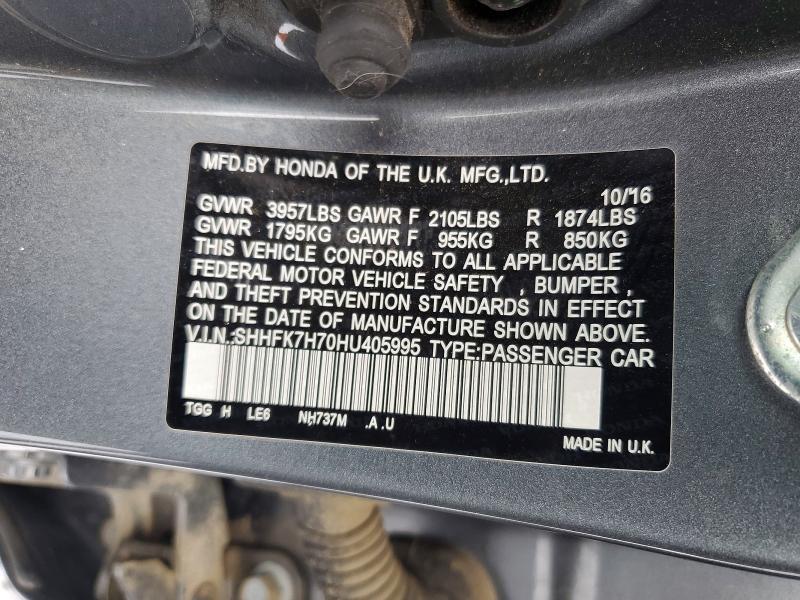 MFD.BY HONDA OF THE U.K. MFG.,LTD.
10/16
GVWR 3957LBS GAWR F 2105LBS R 1874LBS
GVWR 1795KG GAWR F 955KG R 850KG
THIS VEHICLE CONFORMS TO ALL APPLICABLE
FEDERAL MOTOR VEHICLE SAFETY , BUMPER ,
AND THEFT PREVENTION STANDARDS IN EFFECT
ON THE DATE OF MANUFACTURE SHOWN ABOVE.
V.I.N.:SHHFK7H70HU405995 TYPE:PASSENGER CAR
TGG H LE6 NH737M .A .U
MADE IN U.K.